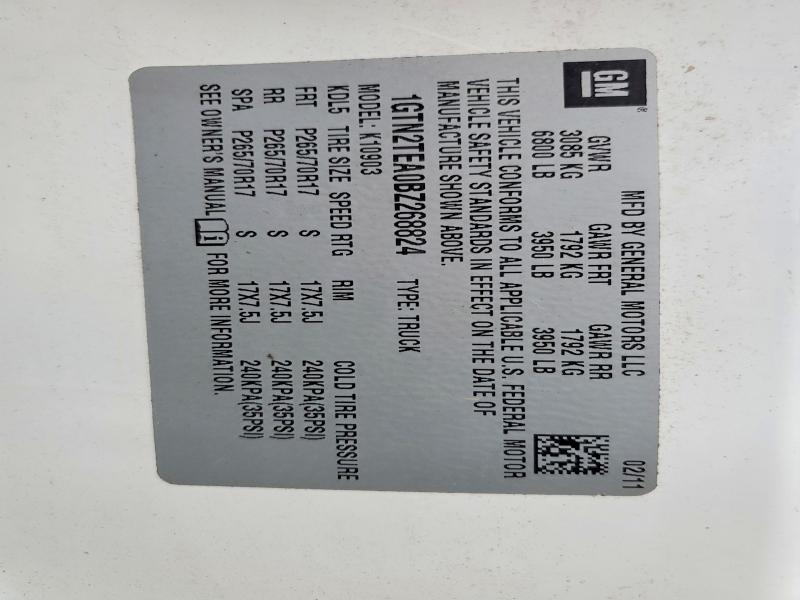 GM
MFD BY GENERAL MOTORS LLC 02/11
GVWR GAWR FRT GAWR RR
3085 KG 1792 KG 1792 KG
6800 LB 3950 LB 3950 LB
THIS VEHICLE CONFORMS TO ALL APPLICABLE U.S. FEDERAL MOTOR
VEHICLE SAFETY STANDARDS IN EFFECT ON THE DATE OF
MANUFACTURE SHOWN ABOVE.
1GTN2TEA0BZ268824 TYPE: TRUCK
MODEL: K10903
KDL5 TIRE SIZE SPEED RTG RIM COLD TIRE PRESSURE
FRT P265/70R17 S 17X7.5J 240KPA(35PSI)
RR P265/70R17 S 17X7.5J 240KPA(35PSI)
SPA P265/70R17 S 17X7.5J 240KPA(35PSI)
SEE OWNER'S MANUAL FOR MORE INFORMATION.